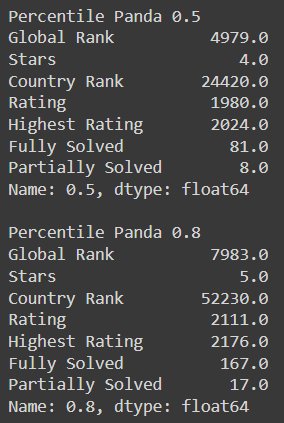 Percentile Panda 0.5
Global Rank 4979.0
Stars 4.0
Country Rank 24420.0
Rating 1980.0
Highest Rating 2024.0
Fully Solved 81.0
Partially Solved 8.0
Name: 0.5, dtype: float64

Percentile Panda 0.8
Global Rank 7983.0
Stars 5.0
Country Rank 52230.0
Rating 2111.0
Highest Rating 2176.0
Fully Solved 167.0
Partially Solved 17.0
Name: 0.8, dtype: float64